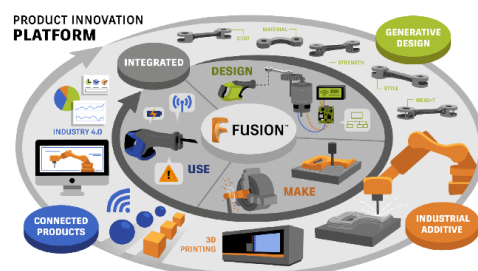 PRODUCT INNOVATION
PLATFORM
COST
MATERIAL
GENERATIVE
DESIGN
INTEGRATED
STRENGTH
DESIGN
STYLE
WEIGHT
INDUSTRY 4.0
FUSION™
USE
MAKE
CONNECTED
PRODUCTS
3D
PRINTING
INDUSTRIAL
ADDITIVE